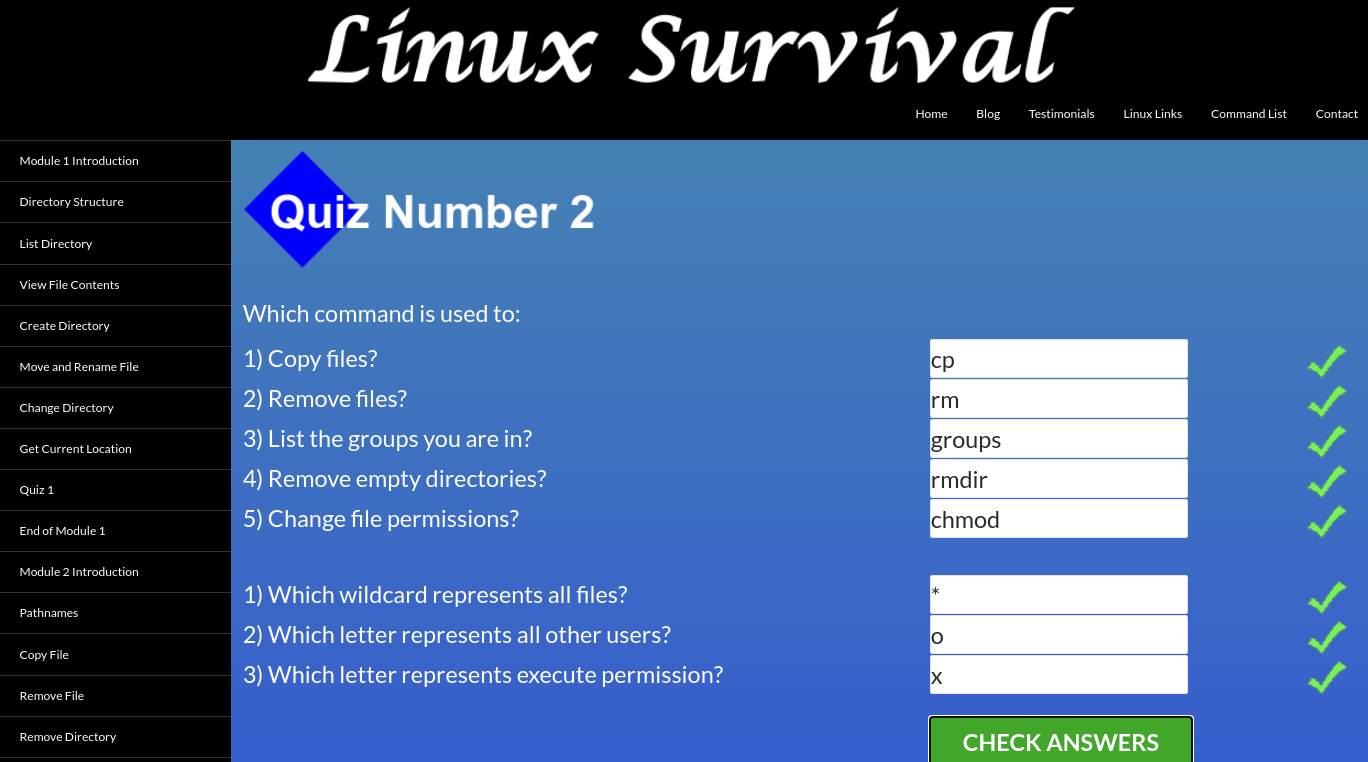 Linux Survival
Home Blog Testimonials Linux Links Command List Contact
Module 1 Introduction
Directory Structure
List Directory
View File Contents
Create Directory
Move and Rename File
Change Directory
Get Current Location
Quiz 1
End of Module 1
Module 2 Introduction
Pathnames
Copy File
Remove File
Remove Directory
Quiz Number 2
Which command is used to:
1) Copy files? cp
2) Remove files? rm
3) List the groups you are in? groups
4) Remove empty directories? rmdir
5) Change file permissions? chmod
1) Which wildcard represents all files? *
2) Which letter represents all other users? o
3) Which letter represents execute permission? x
CHECK ANSWERS